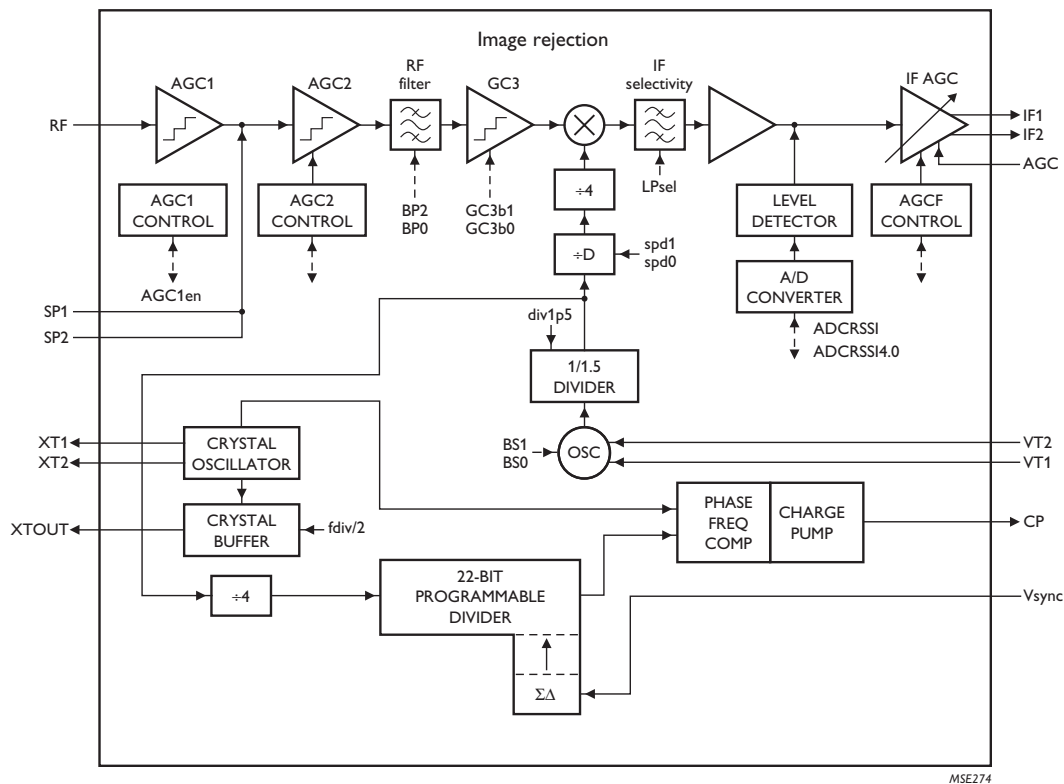 Image rejection
AGC1
AGC2
RF
filter
GC3
IF
selectivity
IF AGC
RF
IF1
IF2
AGC
AGC1
CONTROL
AGC2
CONTROL
BP2
BP0
GC3b1
GC3b0
÷4
LPsel
LEVEL
DETECTOR
AGCF
CONTROL
÷D
spd1
spd0
A/D
CONVERTER
AGC1en
SP1
SP2
div1p5
ADCRSSI
ADCRSSI4.0
1/1.5
DIVIDER
XT1
XT2
CRYSTAL
OSCILLATOR
BS1
BS0
OSC
VT2
VT1
XTOUT
CRYSTAL
BUFFER
fdiv/2
PHASE
FREQ
COMP
CHARGE
PUMP
CP
÷4
22-BIT
PROGRAMMABLE
DIVIDER
Vsync
ΣΔ
MSE274